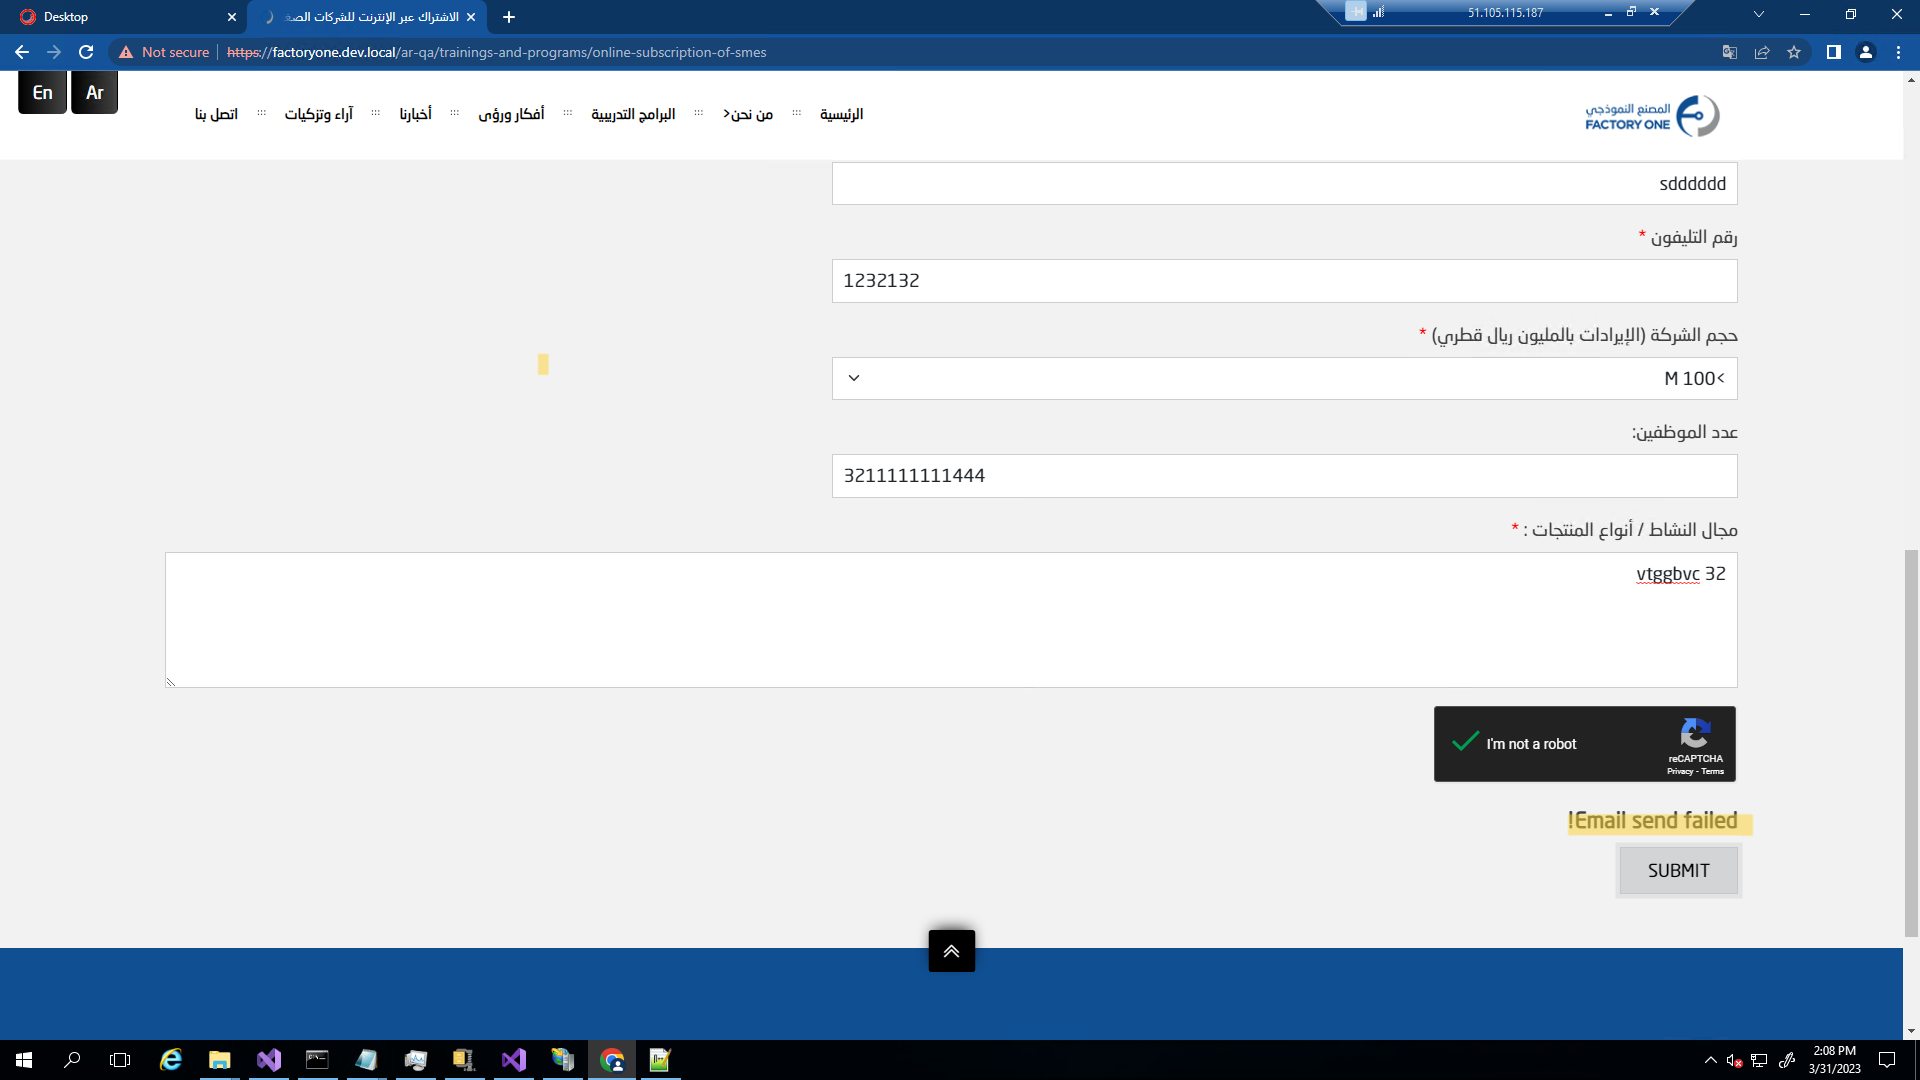 Desktop
الاشتراك عبر الإنترنت للشركات الصغ
51.105.115.187
Not secure
https://factoryone.dev.local/ar-qa/trainings-and-programs/online-subscription-of-smes
En
Ar
الرئيسية
من نحن>
البرامج التدريبية
أفكار ورؤى
أخبارنا
آراء وتزكيات
اتصل بنا
المصنع النموذجي
FACTORY ONE
sdddddd
رقم التليفون *
1232132
حجم الشركة (الإيرادات بالمليون ريال قطري) *
M 100<
عدد الموظفين:
3211111111444
مجال النشاط / أنواع المنتجات : *
vtggbvc 32
I'm not a robot
reCAPTCHA
Privacy - Terms
!Email send failed
SUBMIT
2:08 PM
3/31/2023